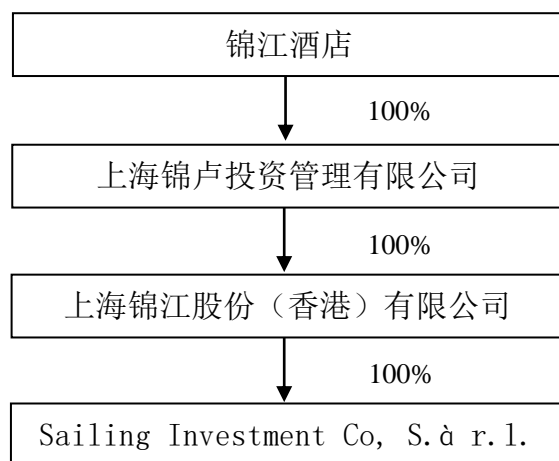 锦江酒店
100%
上海锦卢投资管理有限公司
100%
上海锦江股份（香港）有限公司
100%
Sailing Investment Co, S.à r.l.